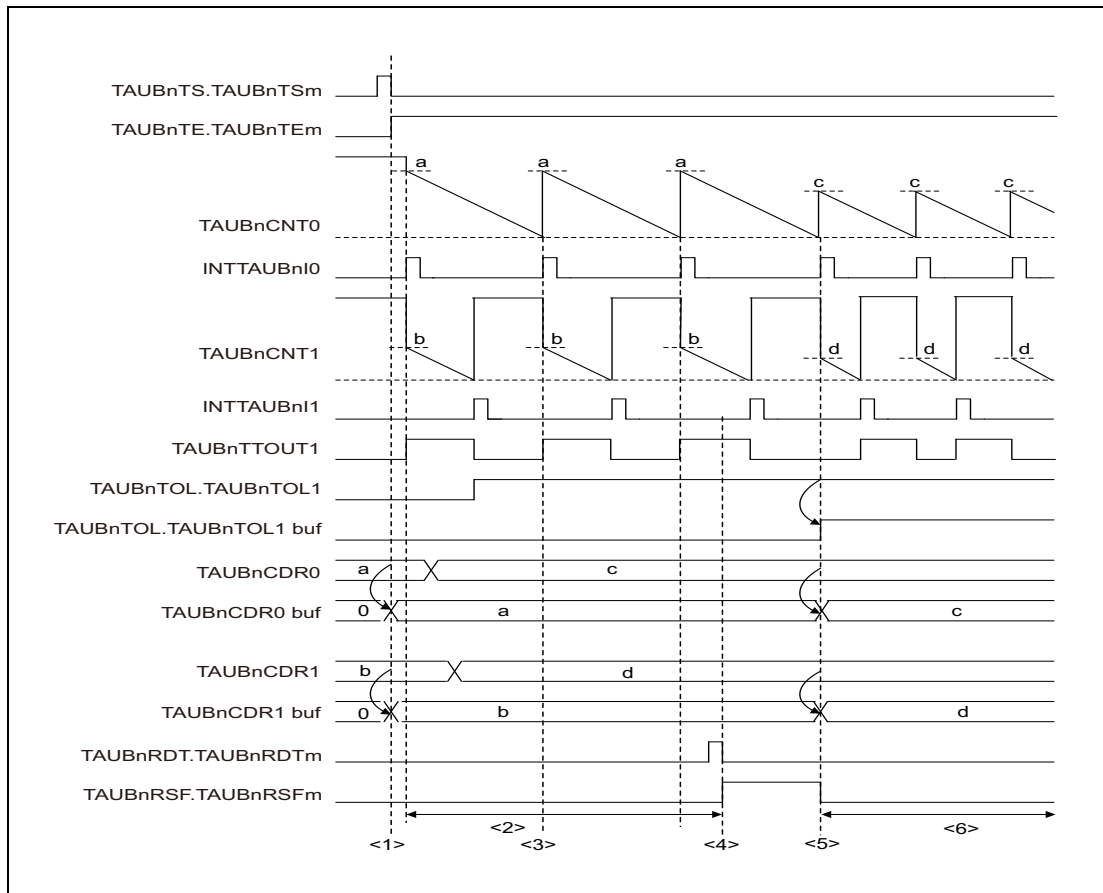 TAUBnTS.TAUBnTSm
TAUBnTE.TAUBnTEm
a a a
c c c
TAUBnCNT0
INTTAUBnI0
b b b
d d d
TAUBnCNT1
INTTAUBnI1
TAUBnTTOUT1
TAUBnTOL.TAUBnTOL1
TAUBnTOL.TAUBnTOL1 buf
TAUBnCDR0 a c
TAUBnCDR0 buf 0 a c
TAUBnCDR1 b d
TAUBnCDR1 buf 0 b d
TAUBnRDT.TAUBnRDTm
TAUBnRSF.TAUBnRSFm
<2> <6>
<1> <3> <4> <5>